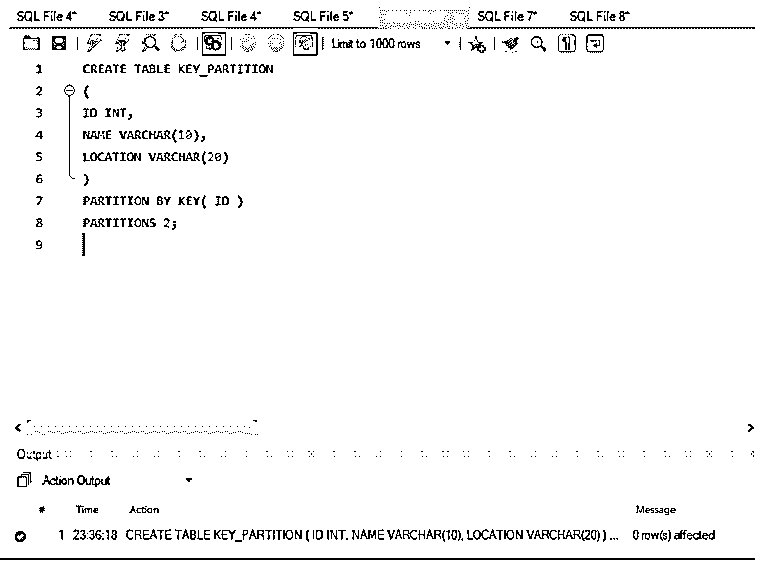 SQL File 4* SQL File 3* SQL File 4* SQL File 5* SQL File 7* SQL File 8*
Limit to 1000 rows
1 CREATE TABLE KEY_PARTITION
2 (
3 ID INT,
4 NAME VARCHAR(10),
5 LOCATION VARCHAR(20)
6 )
7 PARTITION BY KEY( ID )
8 PARTITIONS 2;
9
Output
Action Output
# Time Action Message
1 23:36:18 CREATE TABLE KEY_PARTITION ( ID INT, NAME VARCHAR(10), LOCATION VARCHAR(20) ) ... 0 row(s) affected